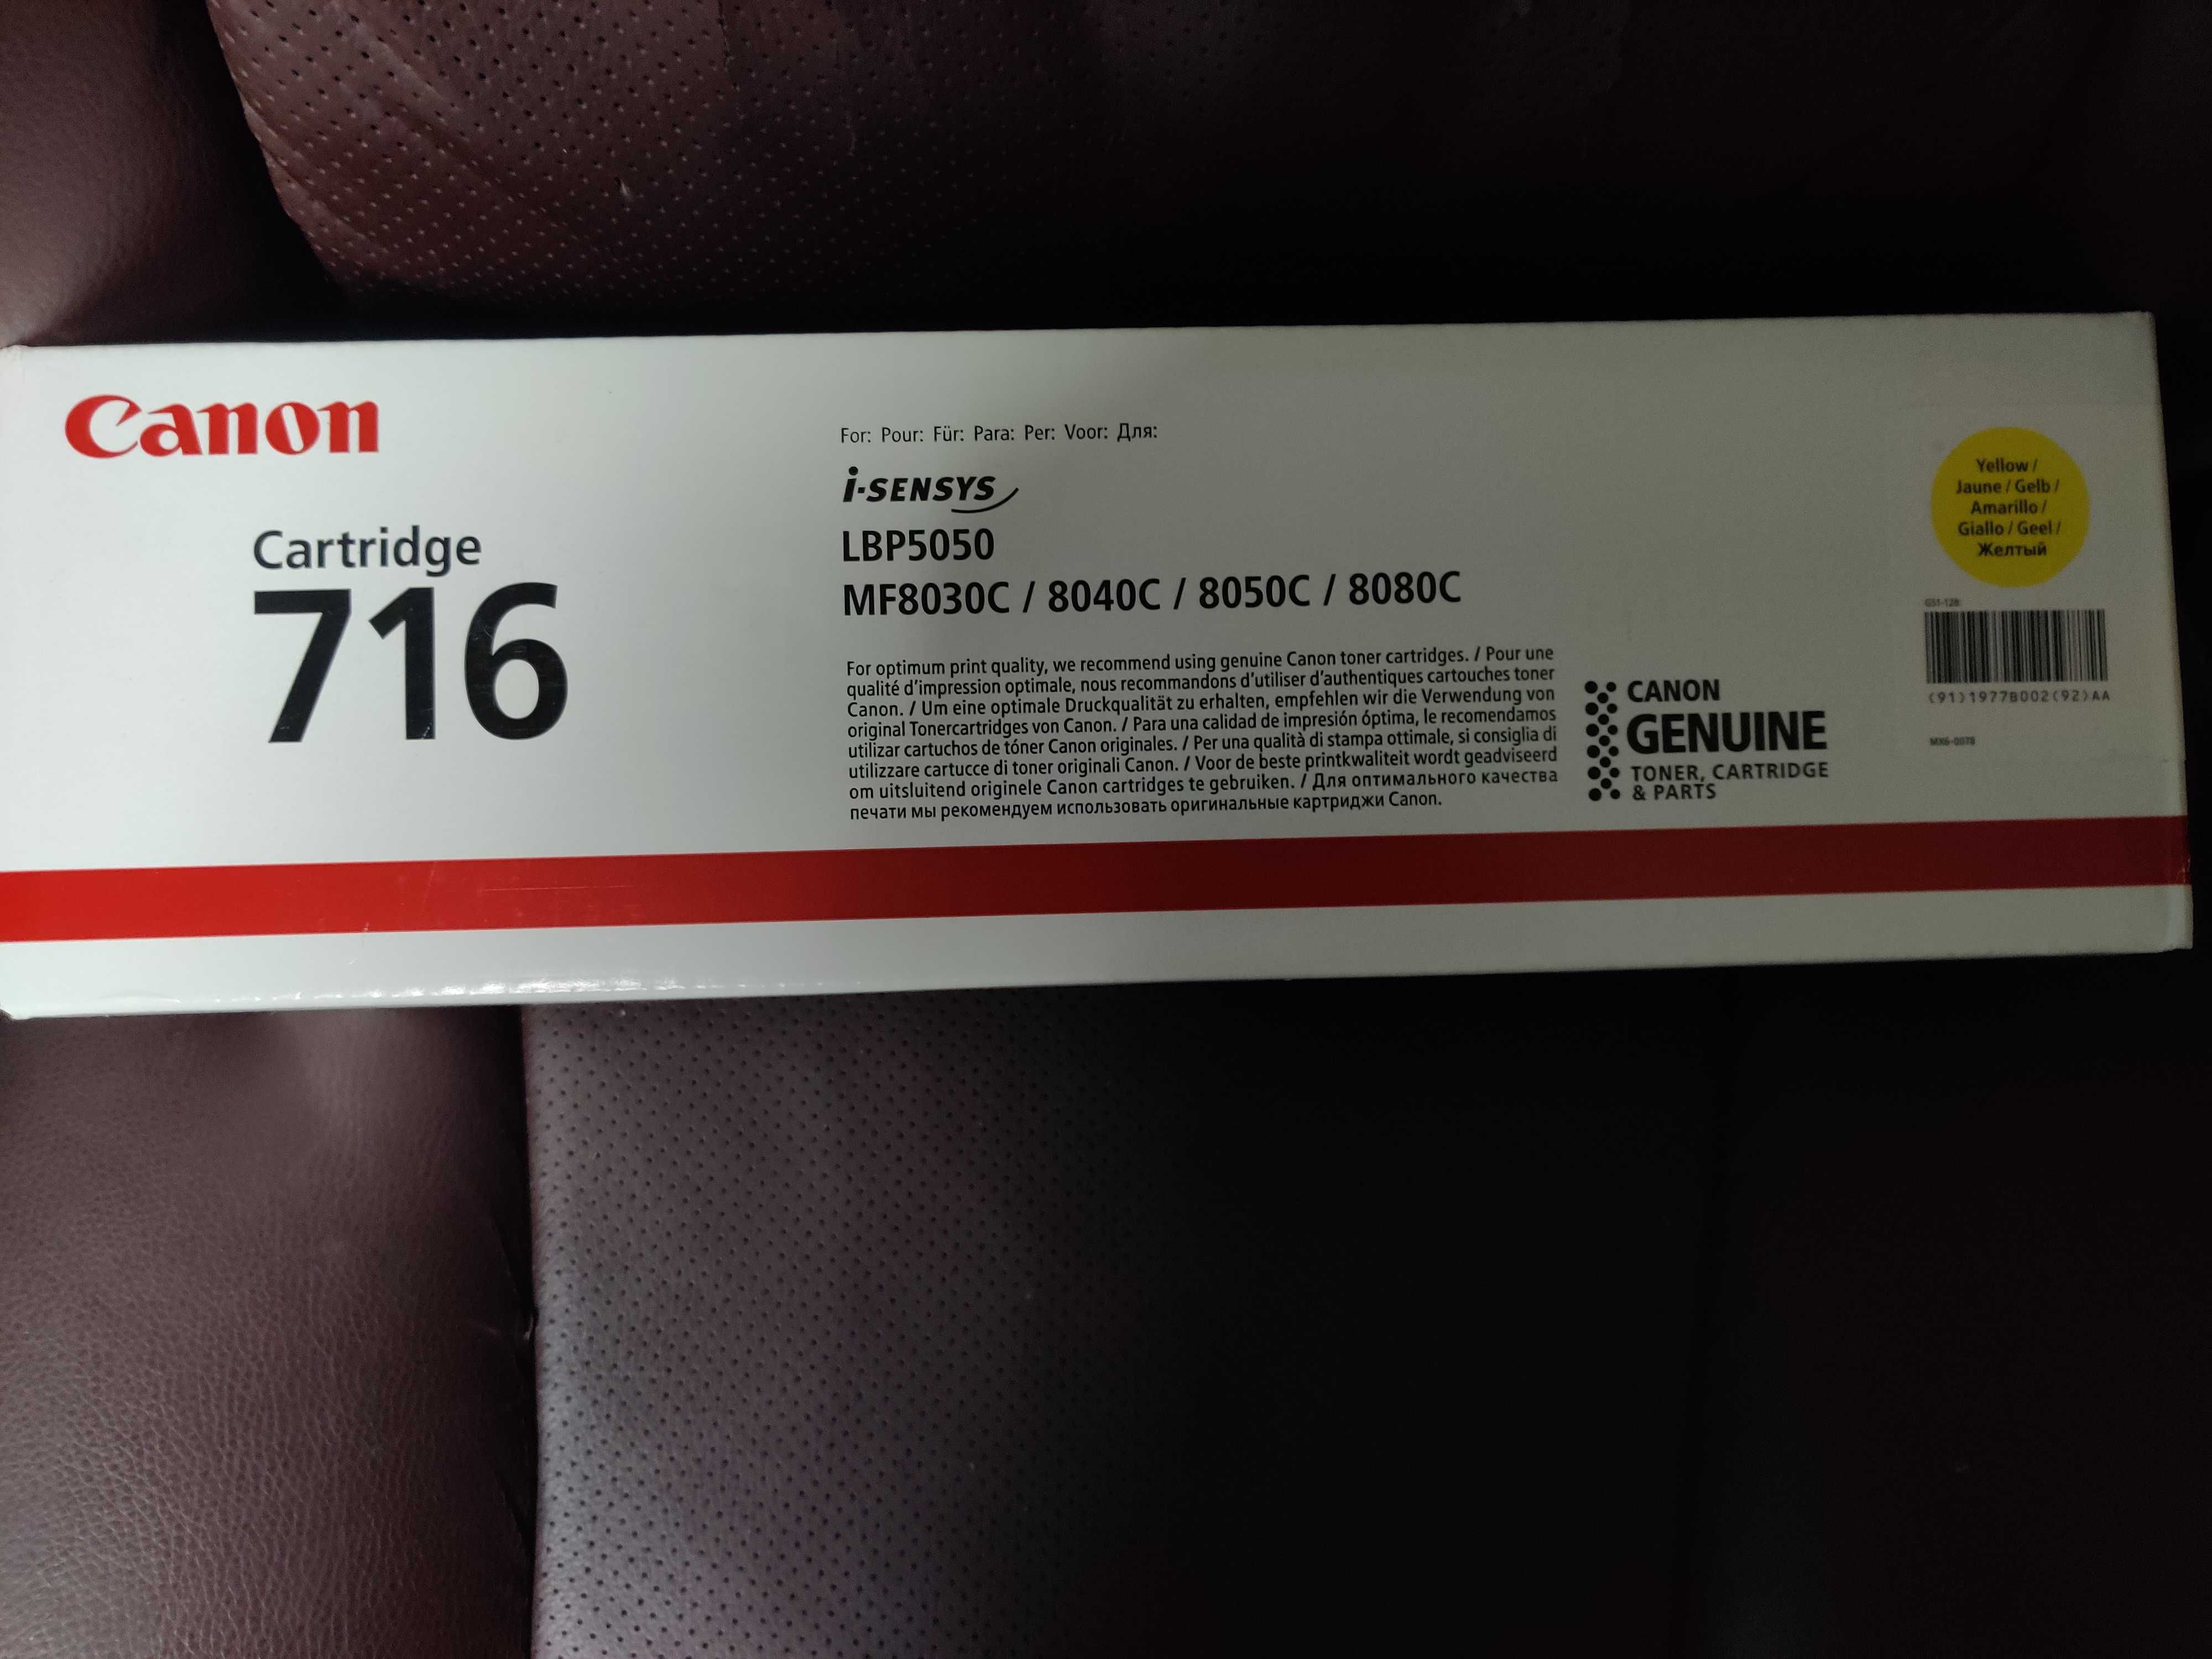 Canon
Cartridge
716
For: Pour: Für: Para: Per: Voor: Для:
i-SENSYS
LBP5050
MF8030C / 8040C / 8050C / 8080C
For optimum print quality, we recommend using genuine Canon toner cartridges. / Pour une
qualité d'impression optimale, nous recommandons d'utiliser d'authentiques cartouches toner
Canon. / Um eine optimale Druckqualität zu erhalten, empfehlen wir die Verwendung von
original Tonercartridges von Canon. / Para una calidad de impresión óptima, le recomendamos
utilizar cartuchos de tóner Canon originales. / Per una qualità di stampa ottimale, si consiglia di
utilizzare cartucce di toner originali Canon. / Voor de beste printkwaliteit wordt geadviseerd
om uitsluitend originele Canon cartridges te gebruiken. / Для оптимального качества
печати мы рекомендуем использовать оригинальные картриджи Canon.
CANON
GENUINE
TONER, CARTRIDGE
& PARTS
Yellow /
Jaune / Gelb /
Amarillo /
Giallo / Geel /
Желтый
GS1-128
(91)1977B002(92)AA
MX6-0078